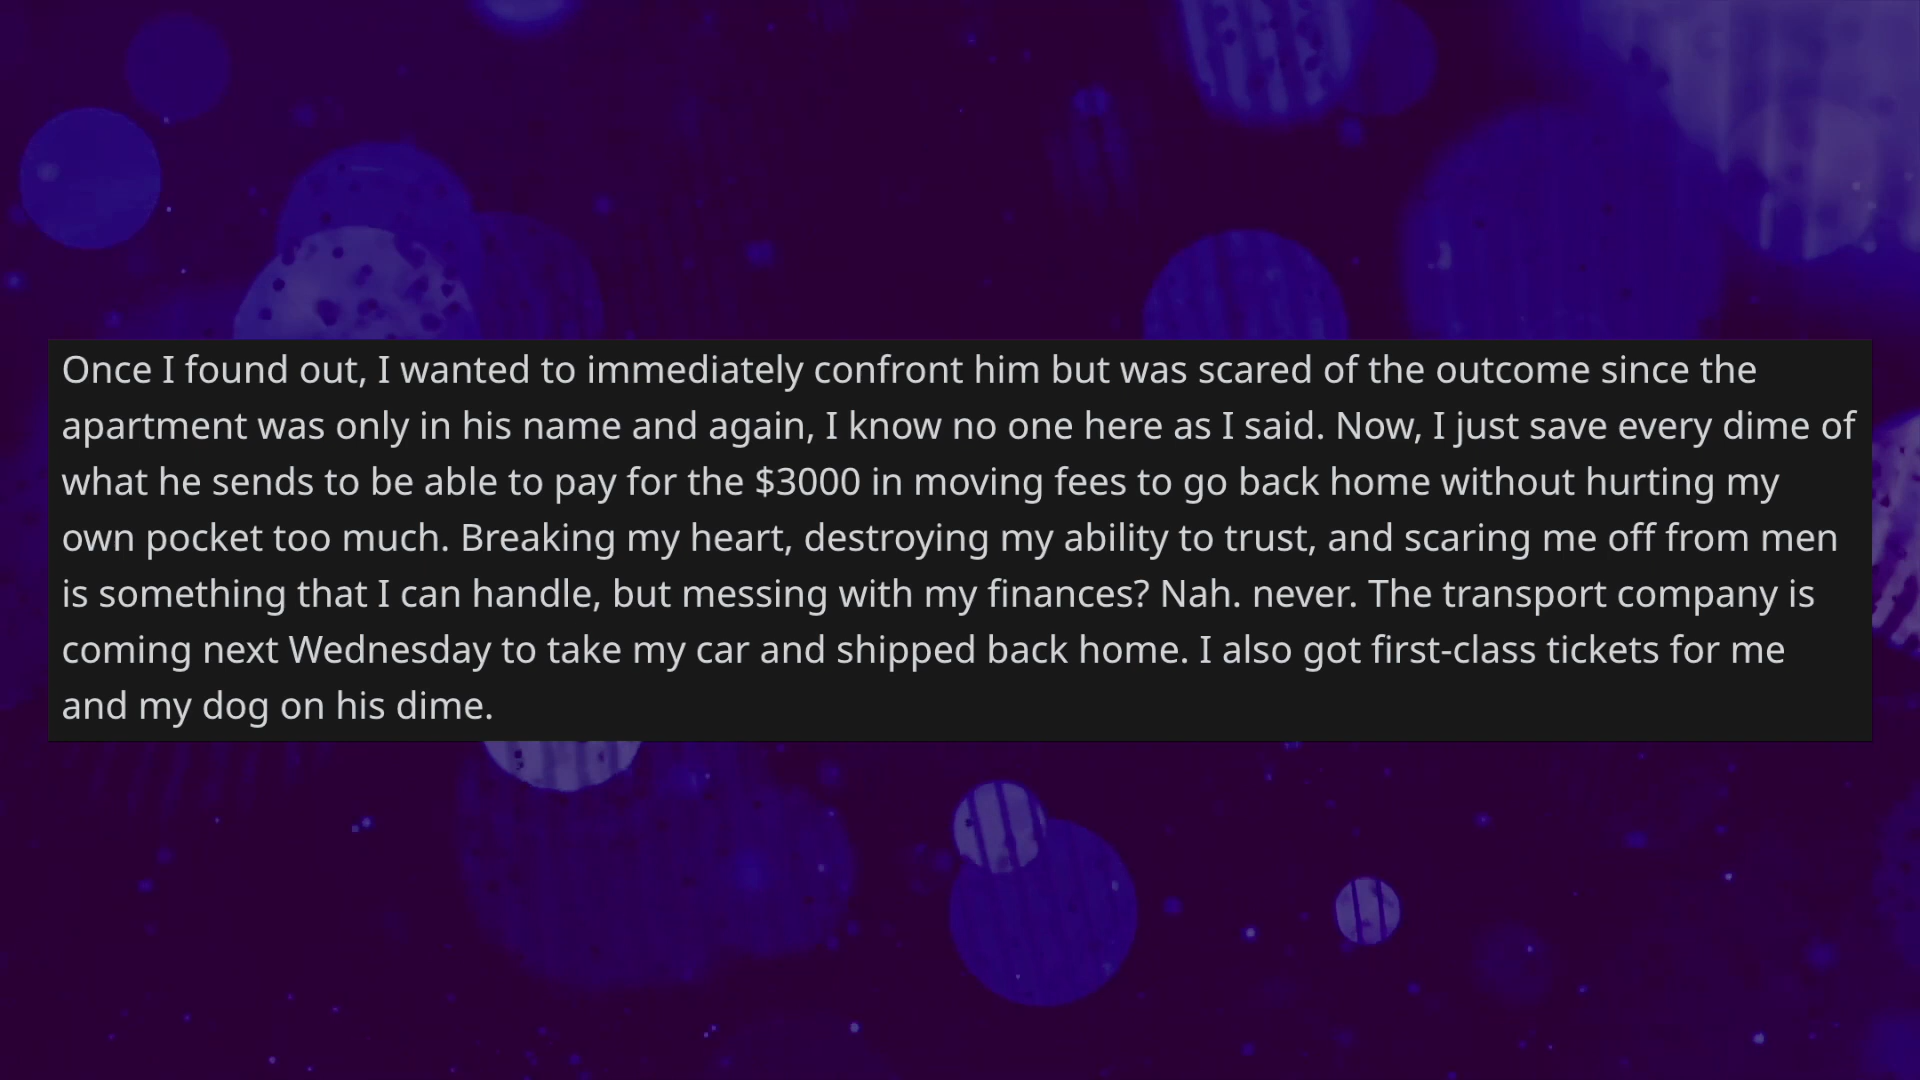 Once I found out, I wanted to immediately confront him but was scared of the outcome since the
apartment was only in his name and again, I know no one here as I said. Now, I just save every dime of
what he sends to be able to pay for the $3000 in moving fees to go back home without hurting my
own pocket too much. Breaking my heart, destroying my ability to trust, and scaring me off from men
is something that I can handle, but messing with my finances? Nah. never. The transport company is
coming next Wednesday to take my car and shipped back home. I also got first-class tickets for me
and my dog on his dime.